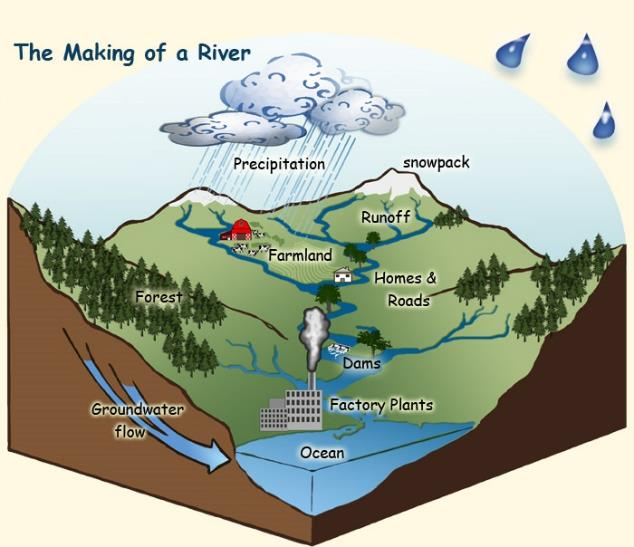 The Making of a River
Precipitation
snowpack
Runoff
Farmland
Homes &
Roads
Forest
Dams
Factory Plants
Groundwater
flow
Ocean